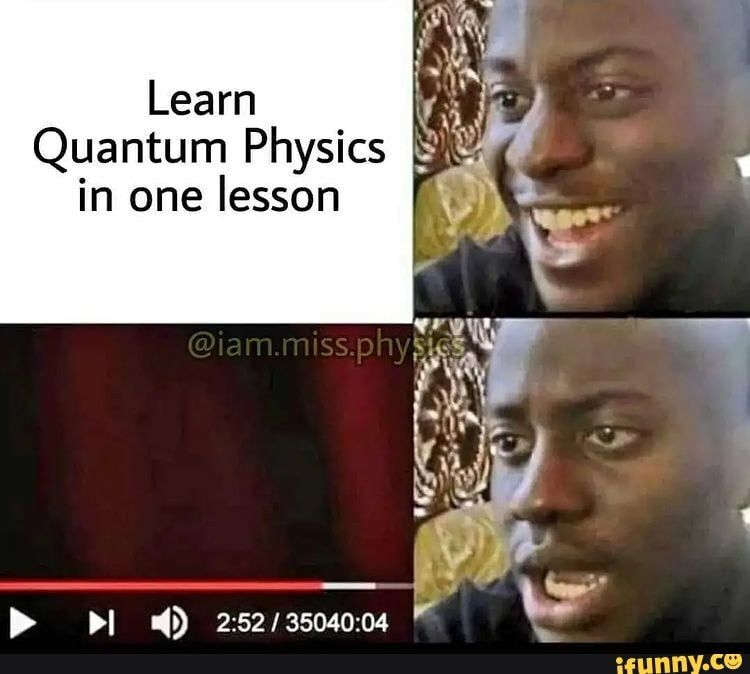 Learn
Quantum Physics
in one lesson
@iam.miss.physics
2:52 / 35040:04
ifunny.co